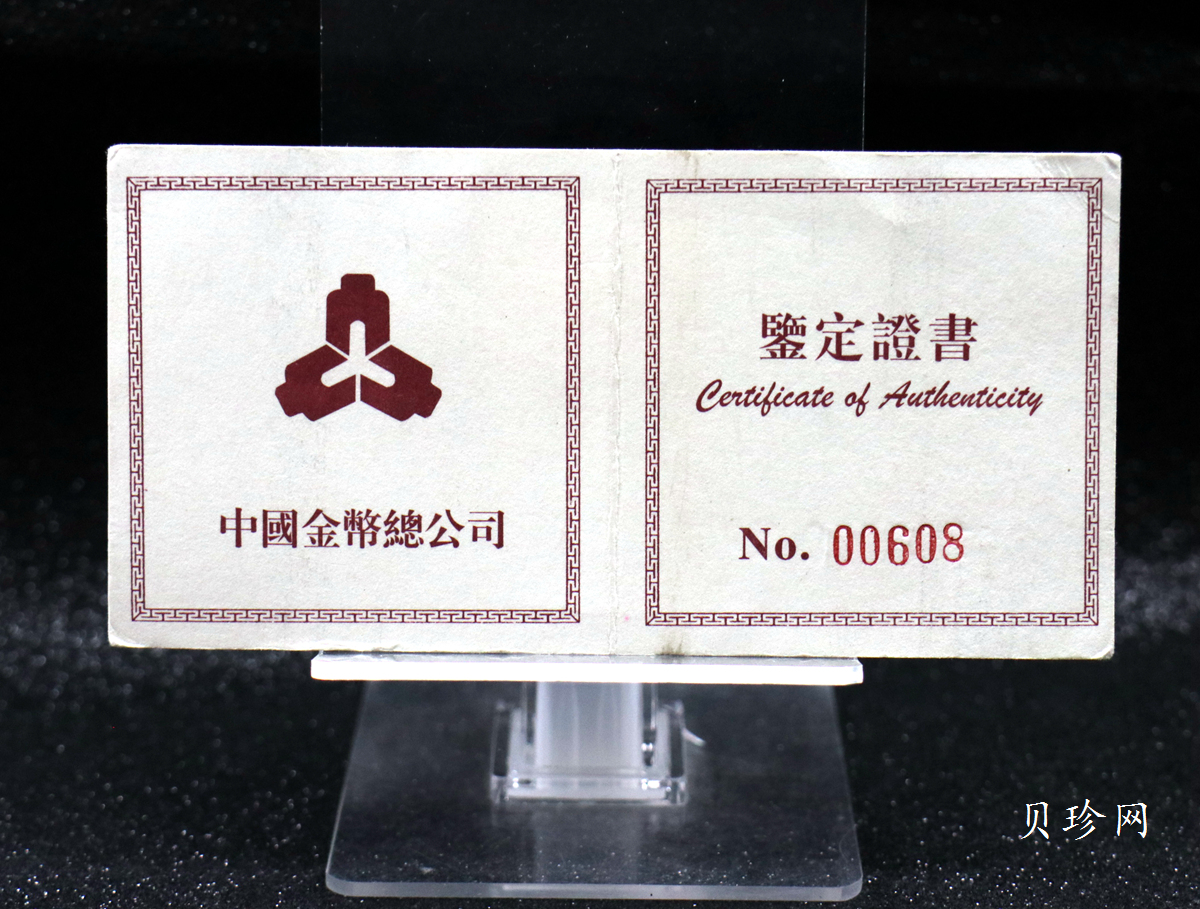 中國金幣總公司
鑒定證書
Certificate of Authenticity
No. 00608
贝珍网